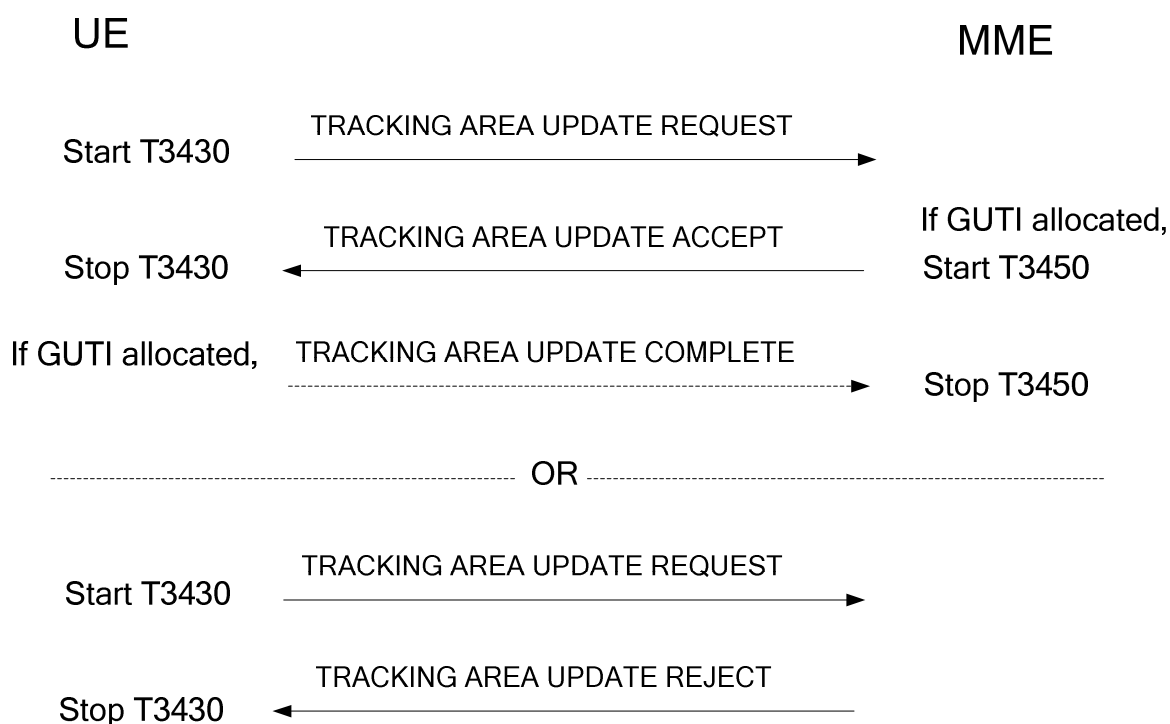 UE
MME
TRACKING AREA UPDATE REQUEST
Start T3430
If GUTI allocated,
TRACKING AREA UPDATE ACCEPT
Stop T3430
Start T3450
If GUTI allocated,
TRACKING AREA UPDATE COMPLETE
Stop T3450
OR
TRACKING AREA UPDATE REQUEST
Start T3430
TRACKING AREA UPDATE REJECT
Stop T3430